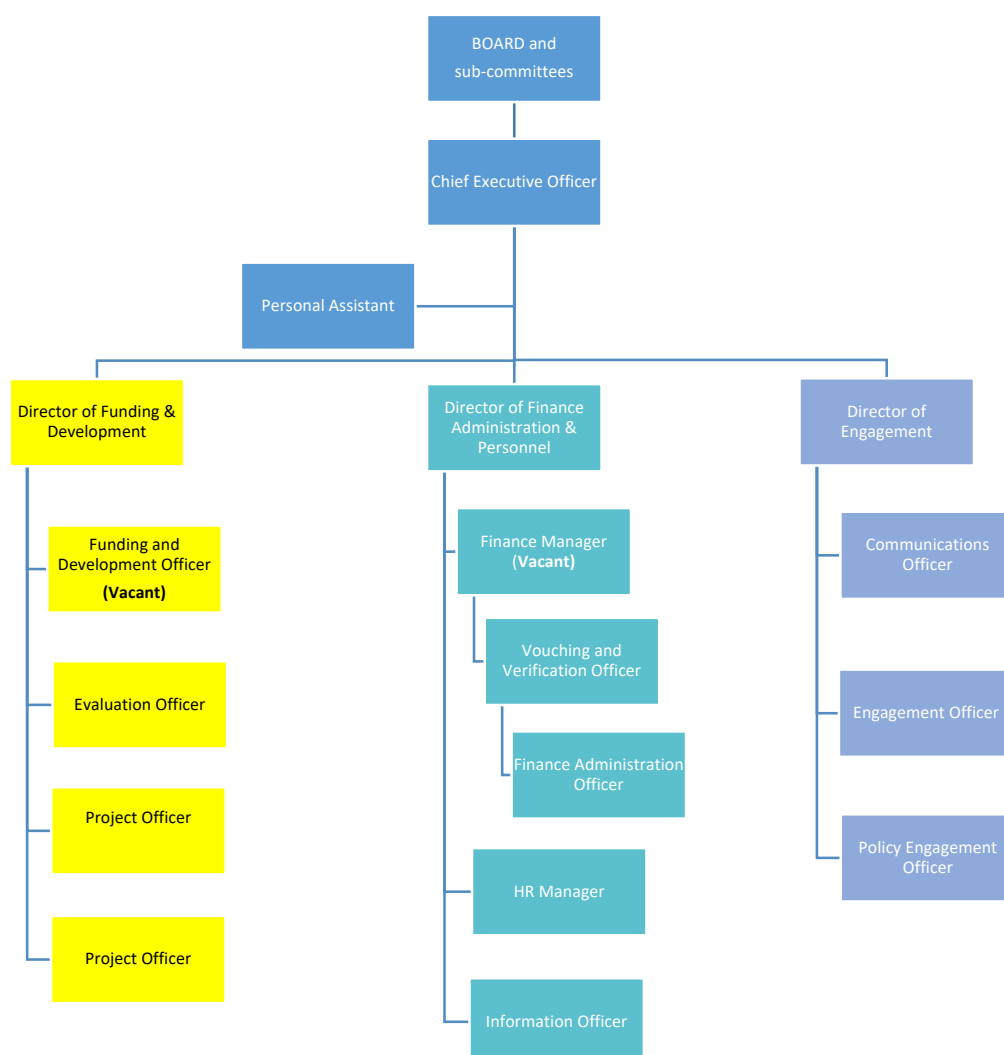 BOARD and
sub-committees
Chief Executive Officer
Personal Assistant
Director of Funding &
Development
Director of Finance
Administration &
Personnel
Director of
Engagement
Funding and
Development Officer
(Vacant)
Finance Manager
(Vacant)
Communications
Officer
Vouching and
Verification Officer
Evaluation Officer
Engagement Officer
Finance Administration
Officer
Project Officer
Policy Engagement
Officer
HR Manager
Project Officer
Information Officer